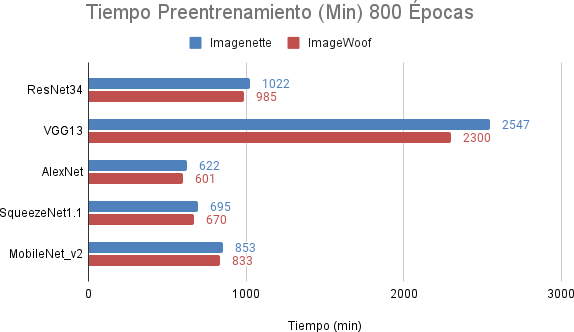 Tiempo Preentrenamiento (Min) 800 Épocas
Imagenette ImageWoof
ResNet34 1022
985
VGG13 2547
2300
AlexNet 622
601
SqueezeNet1.1 695
670
MobileNet_v2 853
833
0 1000 2000 3000
Tiempo (min)